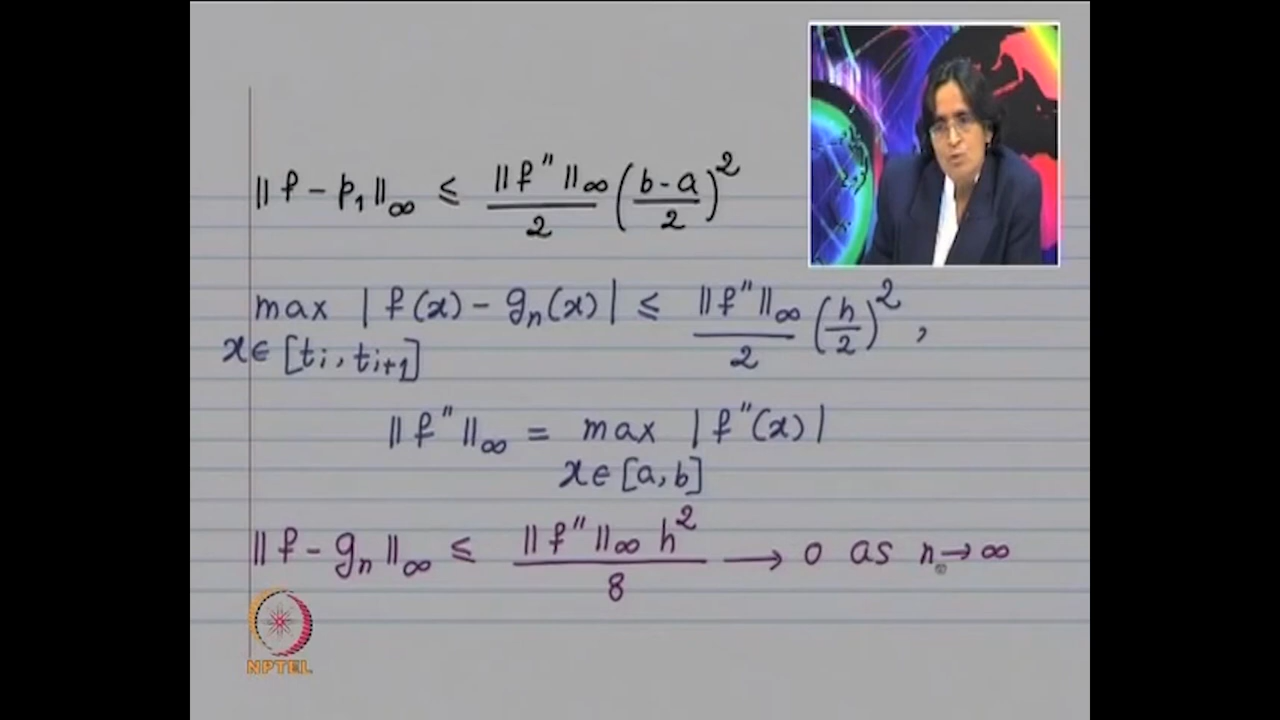 ‖f - p₁‖∞ ≤ ‖f″‖∞ / 2 ((b-a)/2)²
max |f(x) - gₙ(x)| ≤ ‖f″‖∞ / 2 (h/2)²,
x∈[tᵢ, tᵢ₊₁]
‖f″‖∞ = max |f″(x)|
x∈[a, b]
‖f - gₙ‖∞ ≤ ‖f″‖∞ h² / 8 → 0 as n→∞
NPTEL